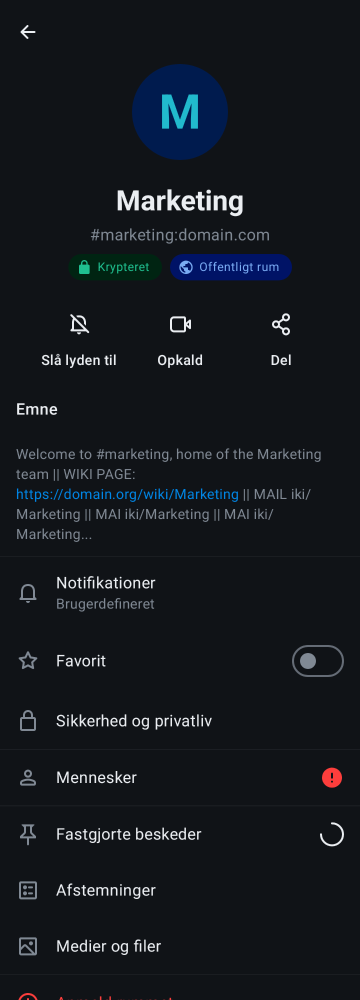 M
Marketing
#marketing:domain.com
Krypteret
Offentligt rum
Slå lyden til
Opkald
Del
Emne
Welcome to #marketing, home of the Marketing
team || WIKI PAGE:
https://domain.org/wiki/Marketing || MAIL iki/
Marketing || MAI iki/Marketing || MAI iki/
Marketing...
Notifikationer
Brugerdefineret
Favorit
Sikkerhed og privatliv
Mennesker
Fastgjorte beskeder
Afstemninger
Medier og filer